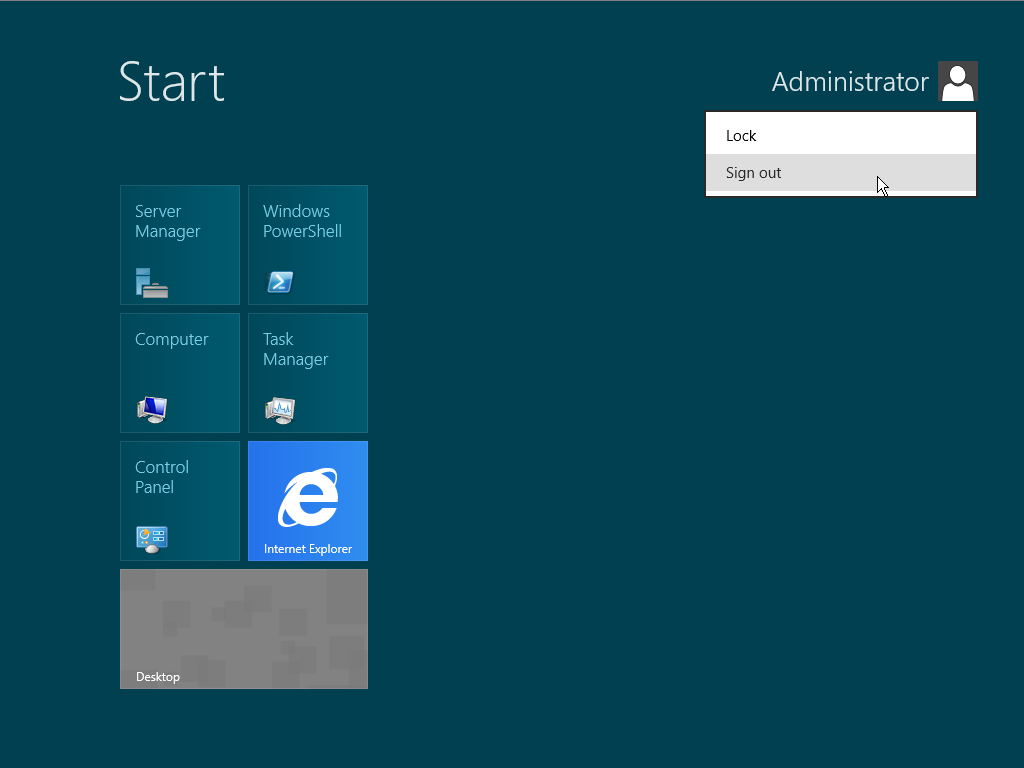 Start
Administrator
Lock
Sign out
Server
Manager
Windows
PowerShell
Computer
Task
Manager
Control
Panel
Internet Explorer
Desktop